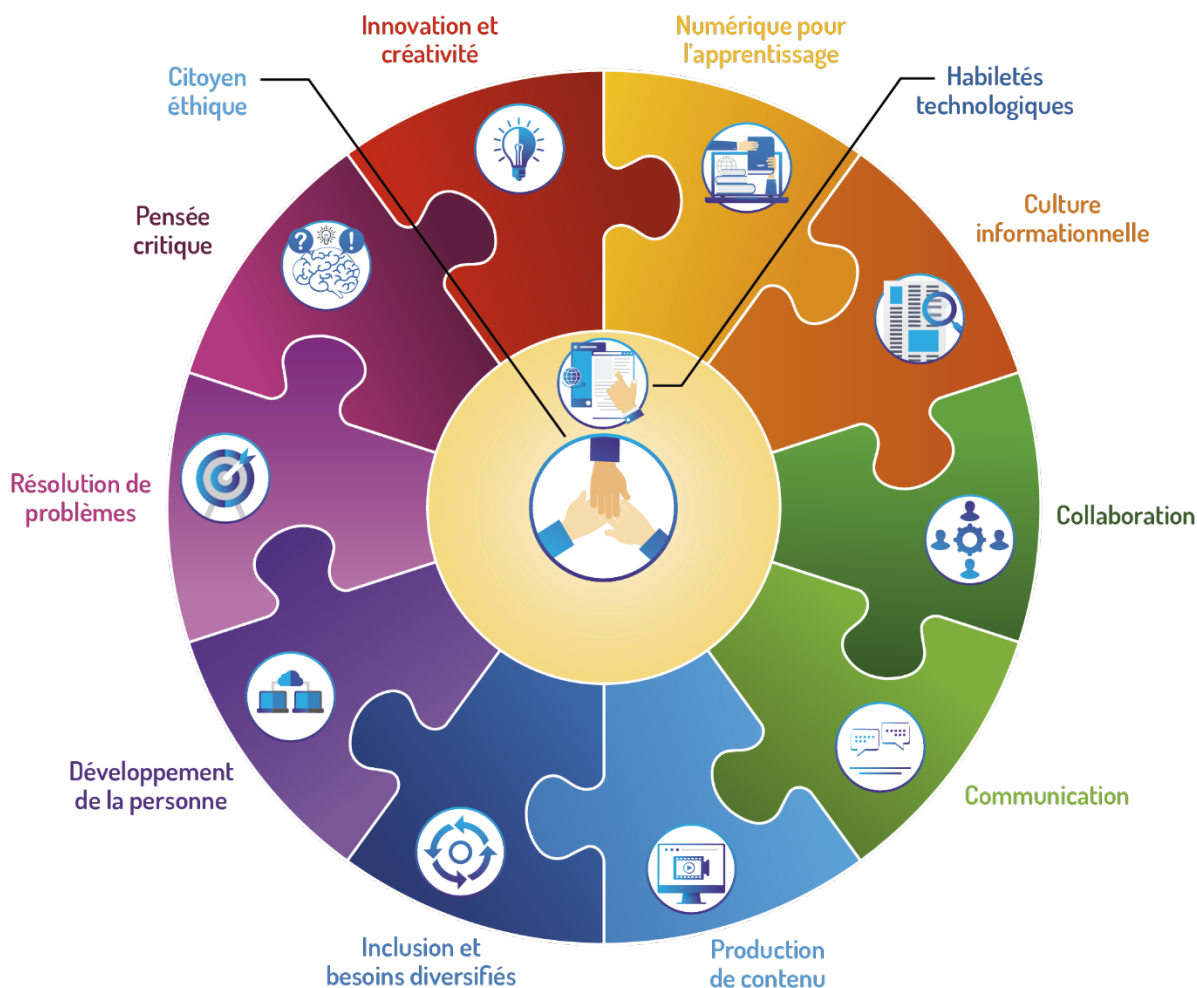 Innovation et
créativité
Numérique pour
l'apprentissage
Citoyen
éthique
Habiletés
technologiques
Pensée
critique
?
!
Culture
informationnelle
Résolution de
problèmes
Collaboration
Développement
de la personne
Communication
Inclusion et
besoins diversifiés
Production
de contenu